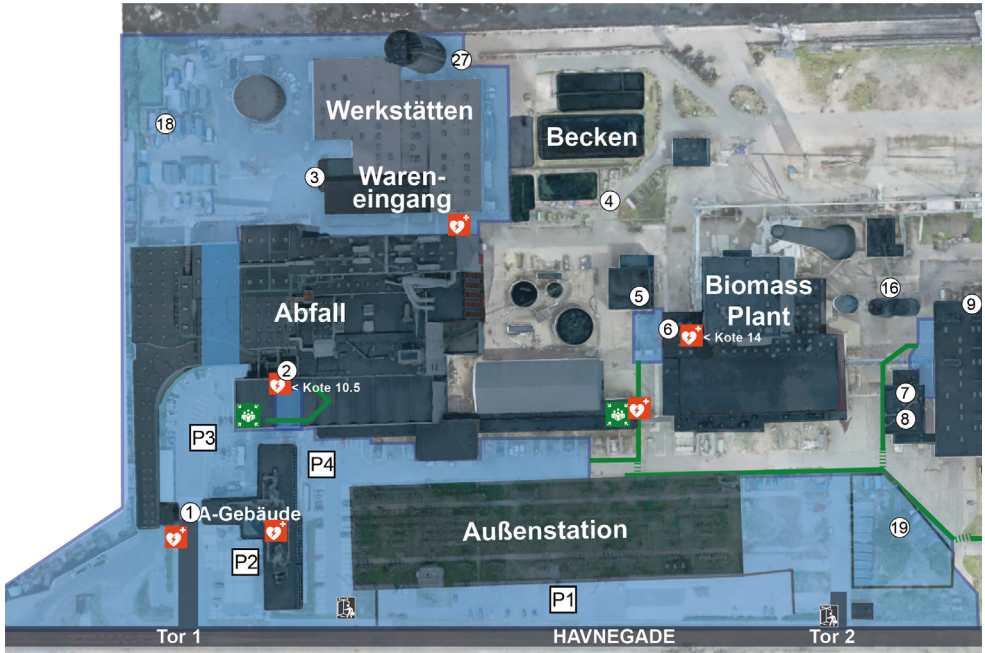 27
18
Werkstätten
Becken
3
Waren-
eingang
4
Abfall
5
Biomass
Plant
16
9
6
< Kote 14
2
< Kote 10.5
7
8
P3
P4
1
A-Gebäude
P2
Außenstation
19
P1
Tor 1
HAVNEGADE
Tor 2